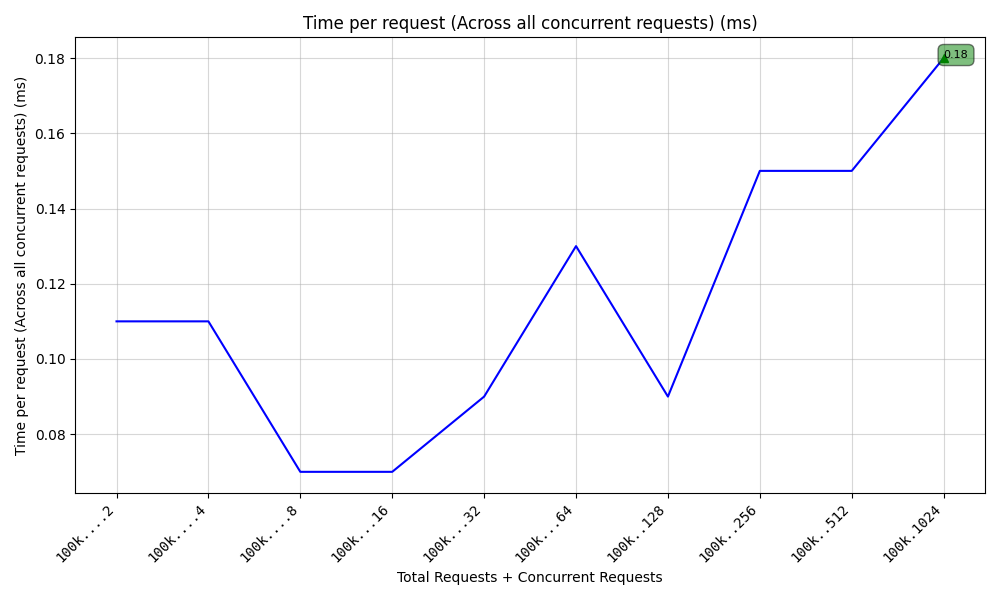 Time per request (Across all concurrent requests) (ms)
Time per request (Across all concurrent requests) (ms)
0.18
0.16
0.14
0.12
0.10
0.08
0.18
100k....2
100k....4
100k....8
100k...16
100k...32
100k...64
100k..128
100k..256
100k..512
100k.1024
Total Requests + Concurrent Requests